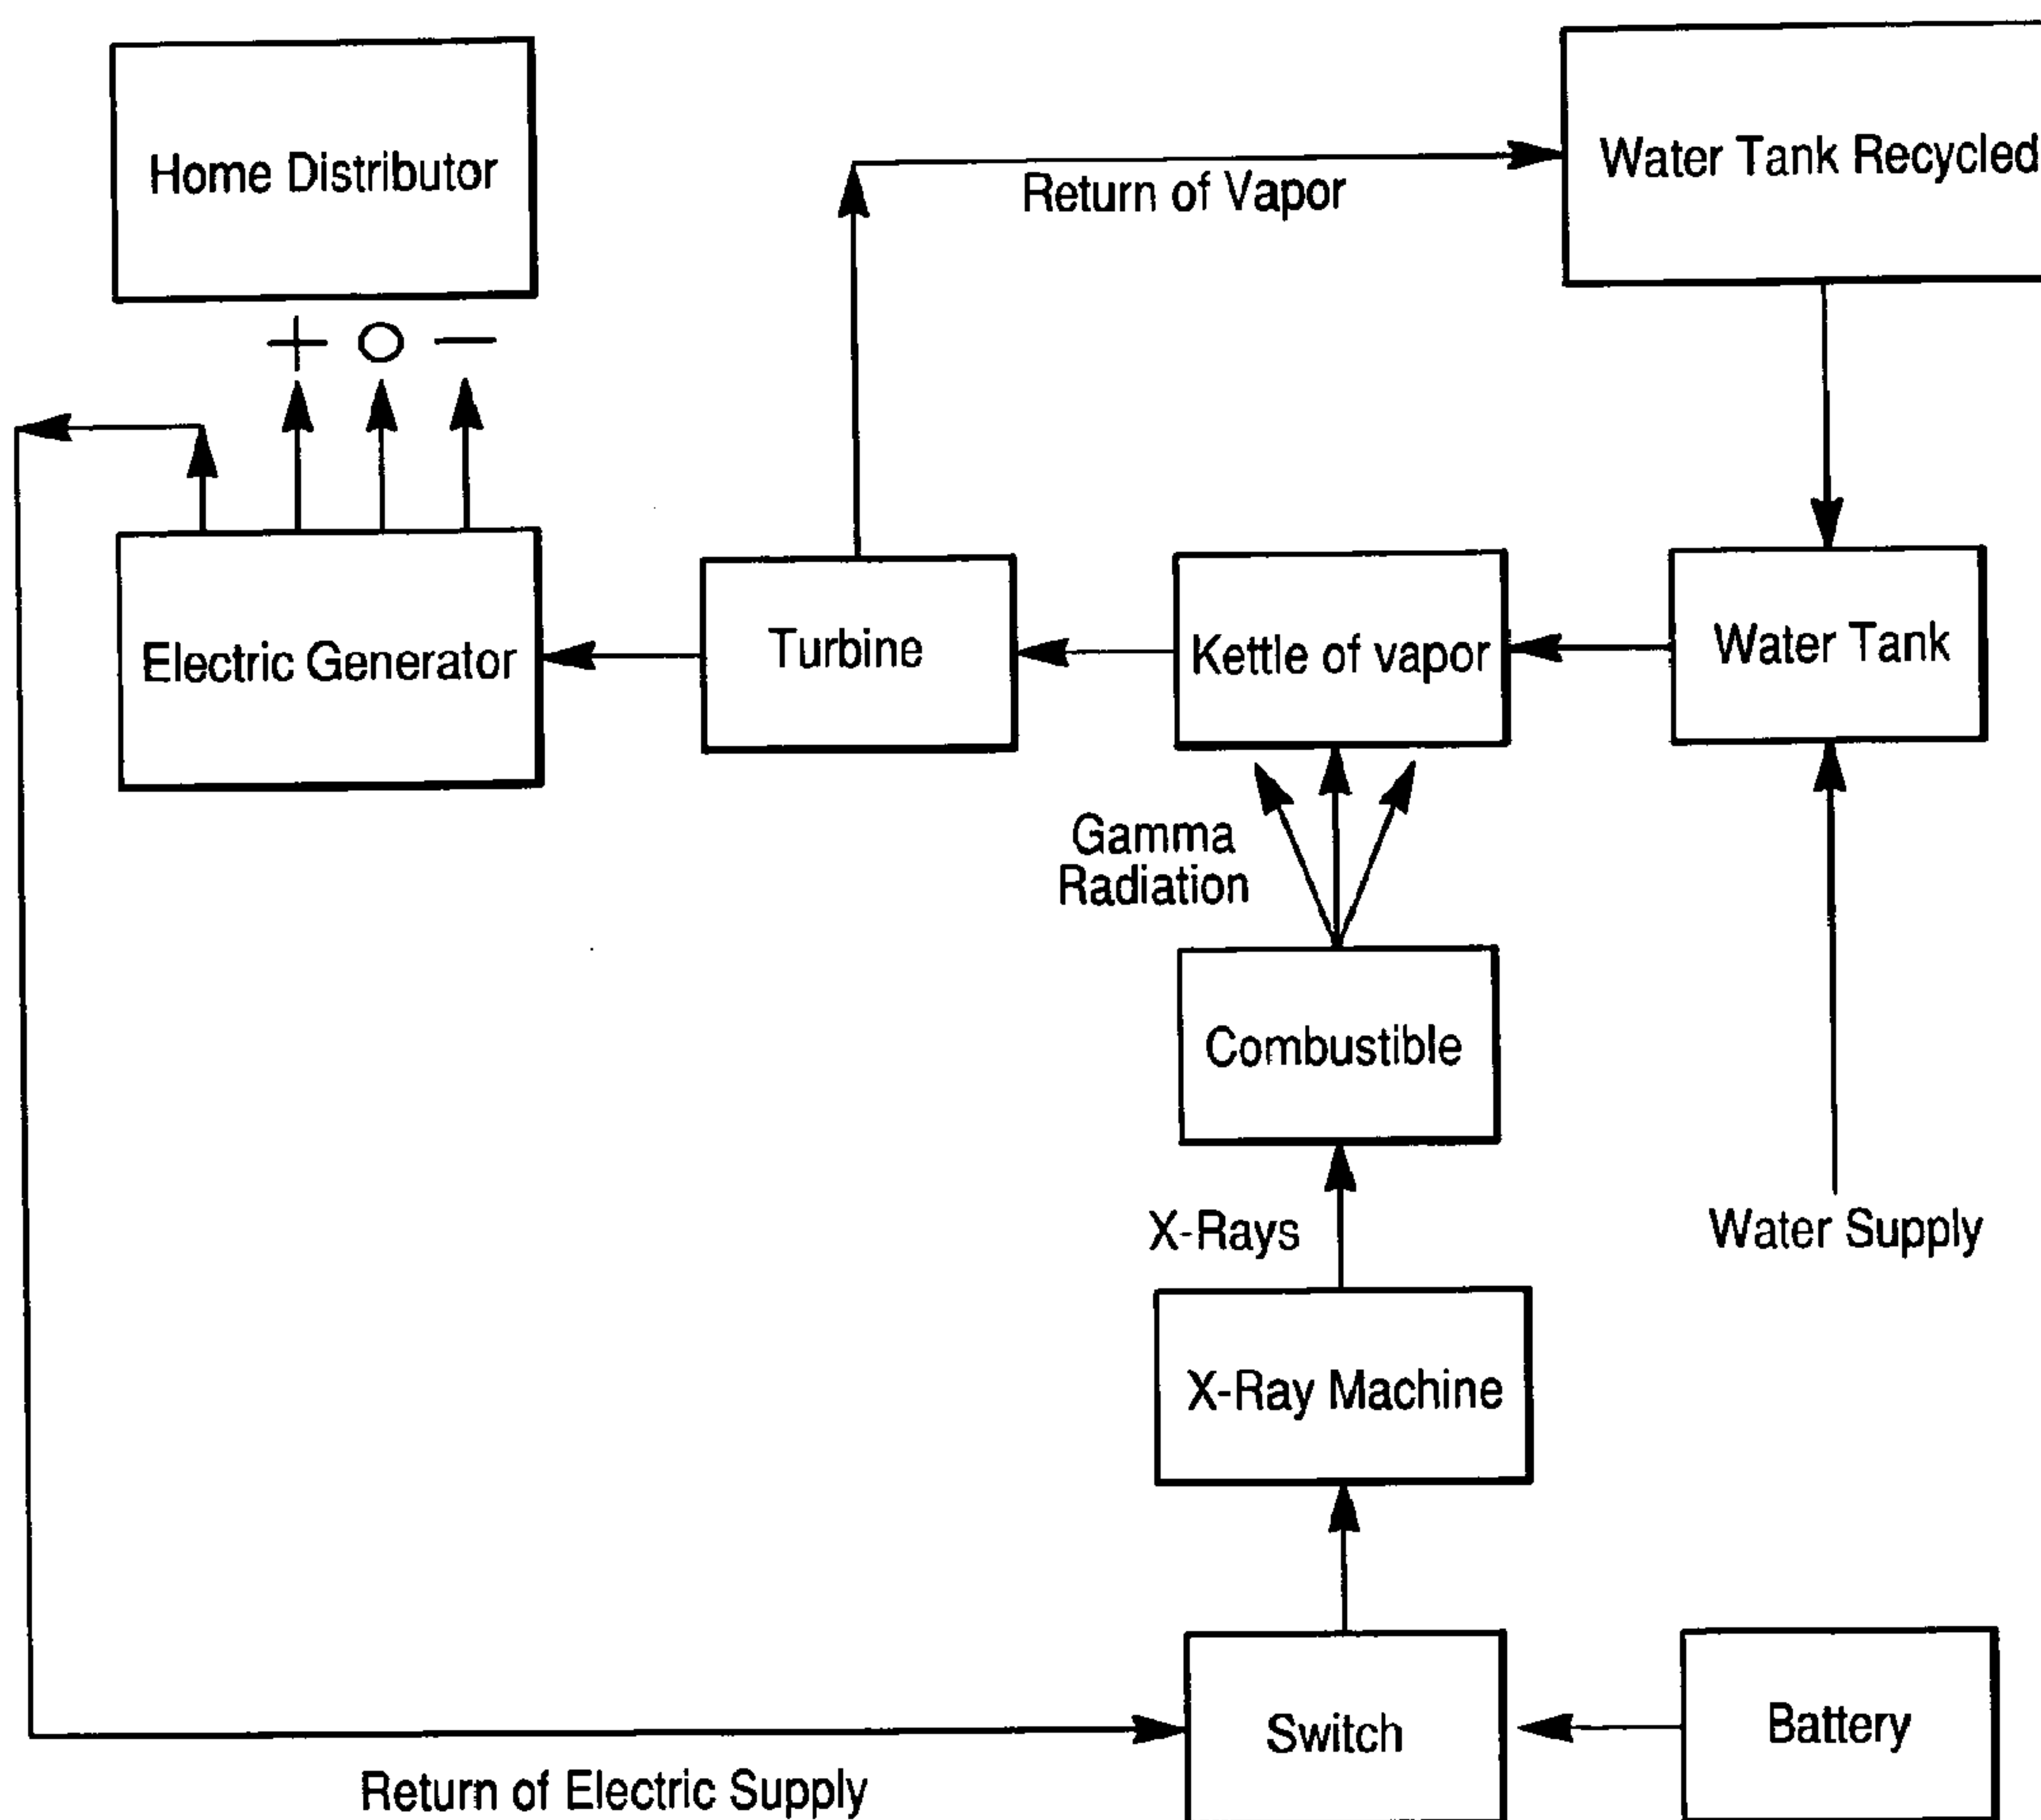 Home Distributor
Water Tank Recycled
Return of Vapor
+ O −
Electric Generator
Turbine
Kettle of vapor
Water Tank
Gamma
Radiation
Combustible
X-Rays
Water Supply
X-Ray Machine
Switch
Battery
Return of Electric Supply